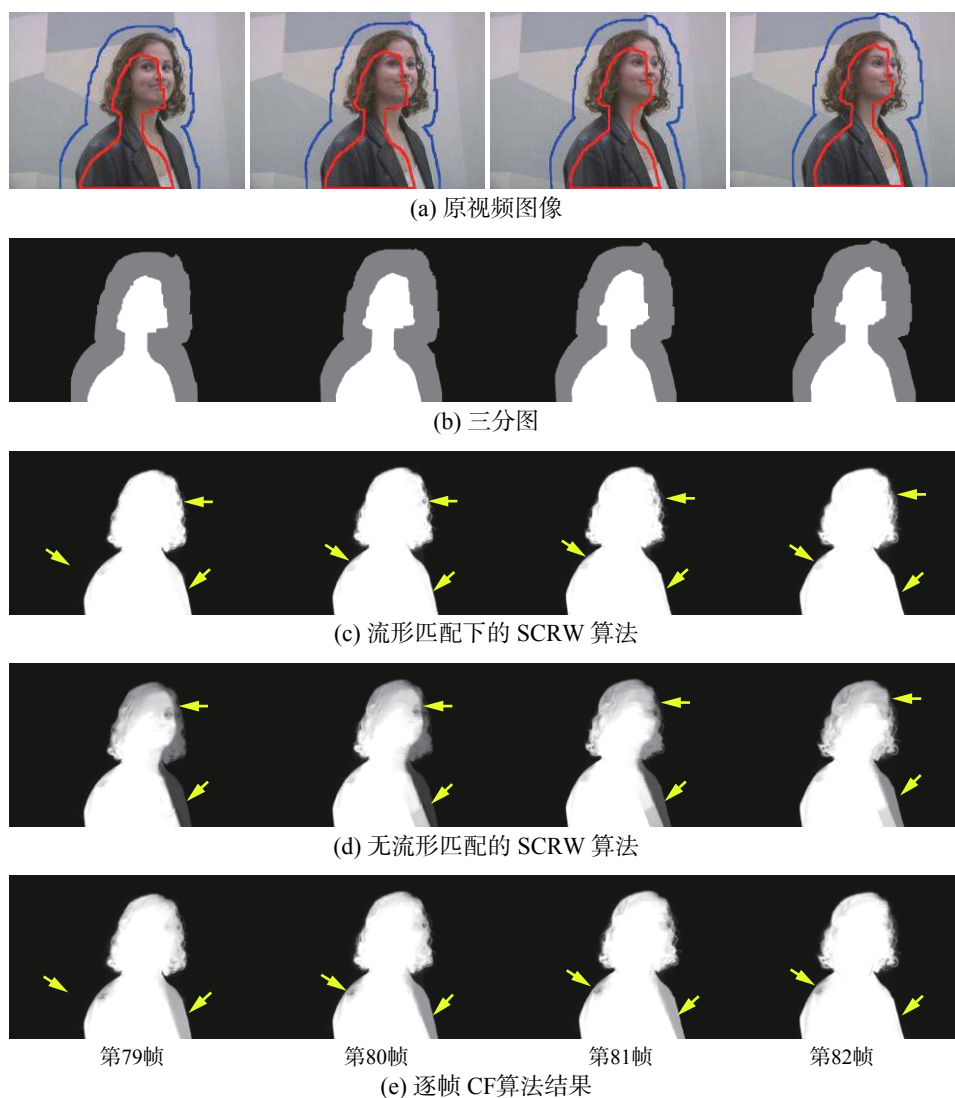 (a) 原视频图像
(b) 三分图
(c) 流形匹配下的 SCRW 算法
(d) 无流形匹配的 SCRW 算法
第79帧 第80帧 第81帧 第82帧
(e) 逐帧 CF算法结果